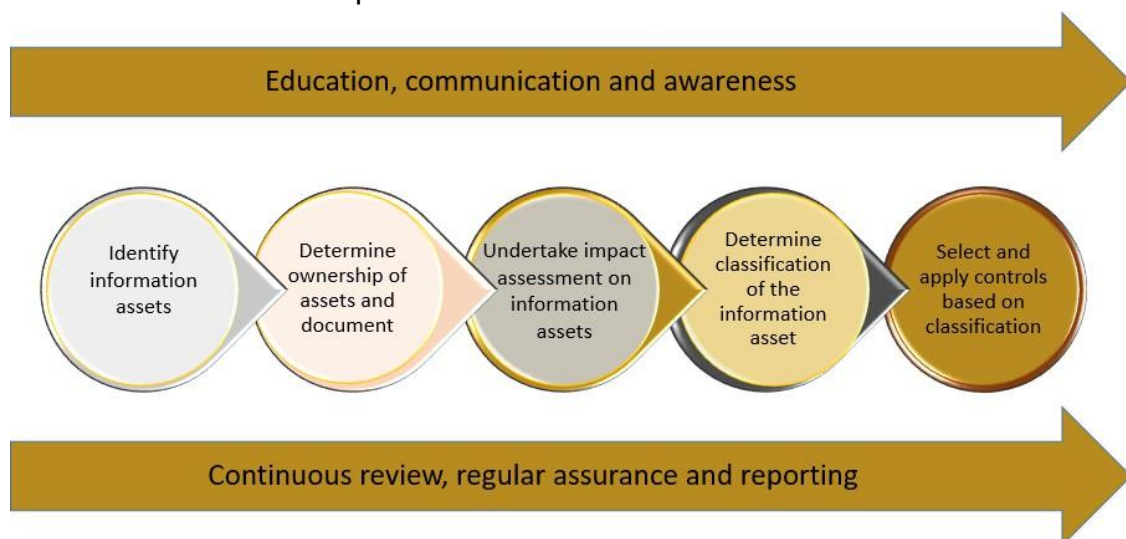 Education, communication and awareness
Identify
information
assets
Determine
ownership of
assets and
document
Undertake impact
assessment on
information
assets
Determine
classification
of the
information
asset
Select and
apply controls
based on
classification
Continuous review, regular assurance and reporting